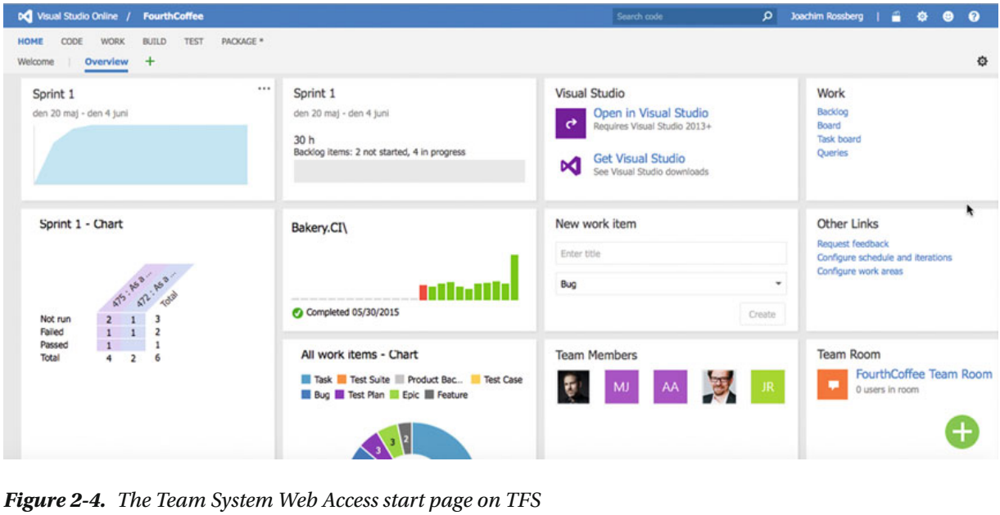 Visual Studio Online / FourthCoffee
Search code
Joachim Rossberg
HOME CODE WORK BUILD TEST PACKAGE *
Welcome | Overview +
Sprint 1
den 20 maj - den 4 juni
Sprint 1
den 20 maj - den 4 juni
30 h
Backlog items: 2 not started, 4 in progress
Visual Studio
Open in Visual Studio
Requires Visual Studio 2013+
Get Visual Studio
See Visual Studio downloads
Work
Backlog
Board
Task board
Queries
Sprint 1 - Chart
475 : As a ...
472 : As a ...
Total
Not run 2 1 3
Failed 1 1 2
Passed 1 1
Total 4 2 6
Bakery.CI\
Completed 05/30/2015
New work item
Enter title
Bug
Create
Other Links
Request feedback
Configure schedule and iterations
Configure work areas
All work items - Chart
Task Test Suite Product Bac... Test Case
Bug Test Plan Epic Feature
3 3 2
Team Members
MJ AA JR
Team Room
FourthCoffee Team Room
0 users in room
Figure 2-4. The Team System Web Access start page on TFS